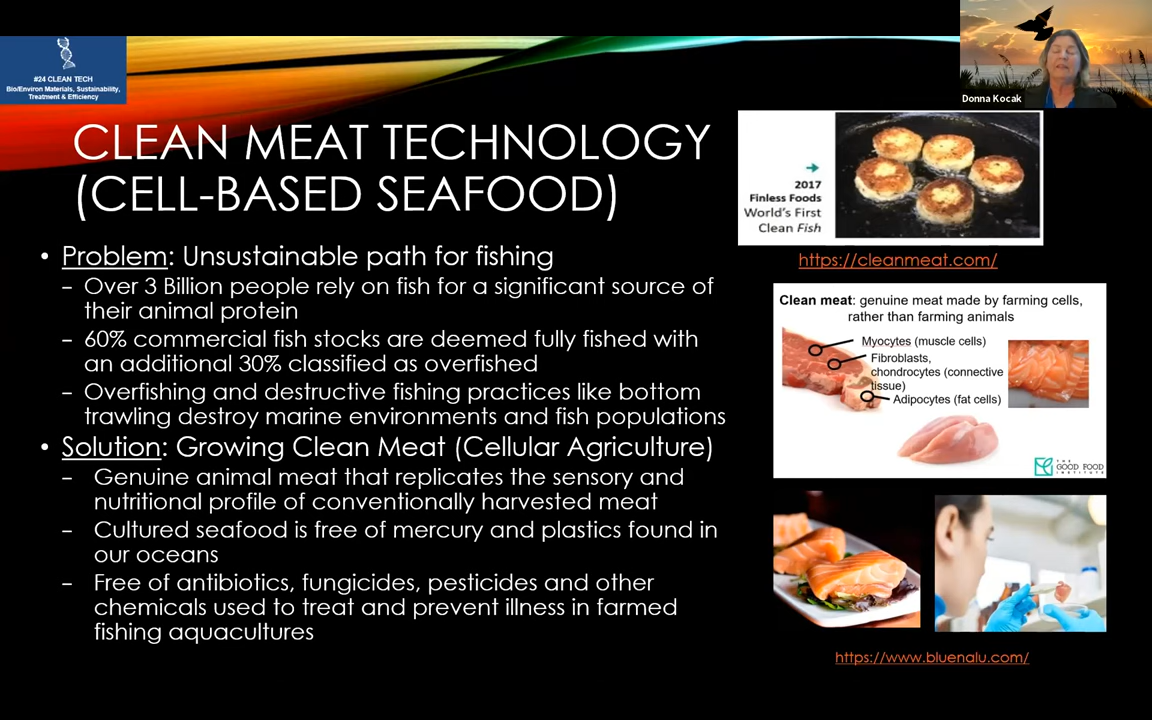 #24 CLEAN TECH
Bio/Environ Materials, Sustainability,
Treatment & Efficiency
Donna Kocak
CLEAN MEAT TECHNOLOGY
(CELL-BASED SEAFOOD)
• Problem: Unsustainable path for fishing
– Over 3 Billion people rely on fish for a significant source of
their animal protein
– 60% commercial fish stocks are deemed fully fished with
an additional 30% classified as overfished
– Overfishing and destructive fishing practices like bottom
trawling destroy marine environments and fish populations
• Solution: Growing Clean Meat (Cellular Agriculture)
– Genuine animal meat that replicates the sensory and
nutritional profile of conventionally harvested meat
– Cultured seafood is free of mercury and plastics found in
our oceans
– Free of antibiotics, fungicides, pesticides and other
chemicals used to treat and prevent illness in farmed
fishing aquacultures
2017
Finless Foods
World's First
Clean Fish
https://cleanmeat.com/
Clean meat: genuine meat made by farming cells,
rather than farming animals
Myocytes (muscle cells)
Fibroblasts,
chondrocytes (connective
tissue)
Adipocytes (fat cells)
THE
GOOD FOOD
INSTITUTE
https://www.bluenalu.com/